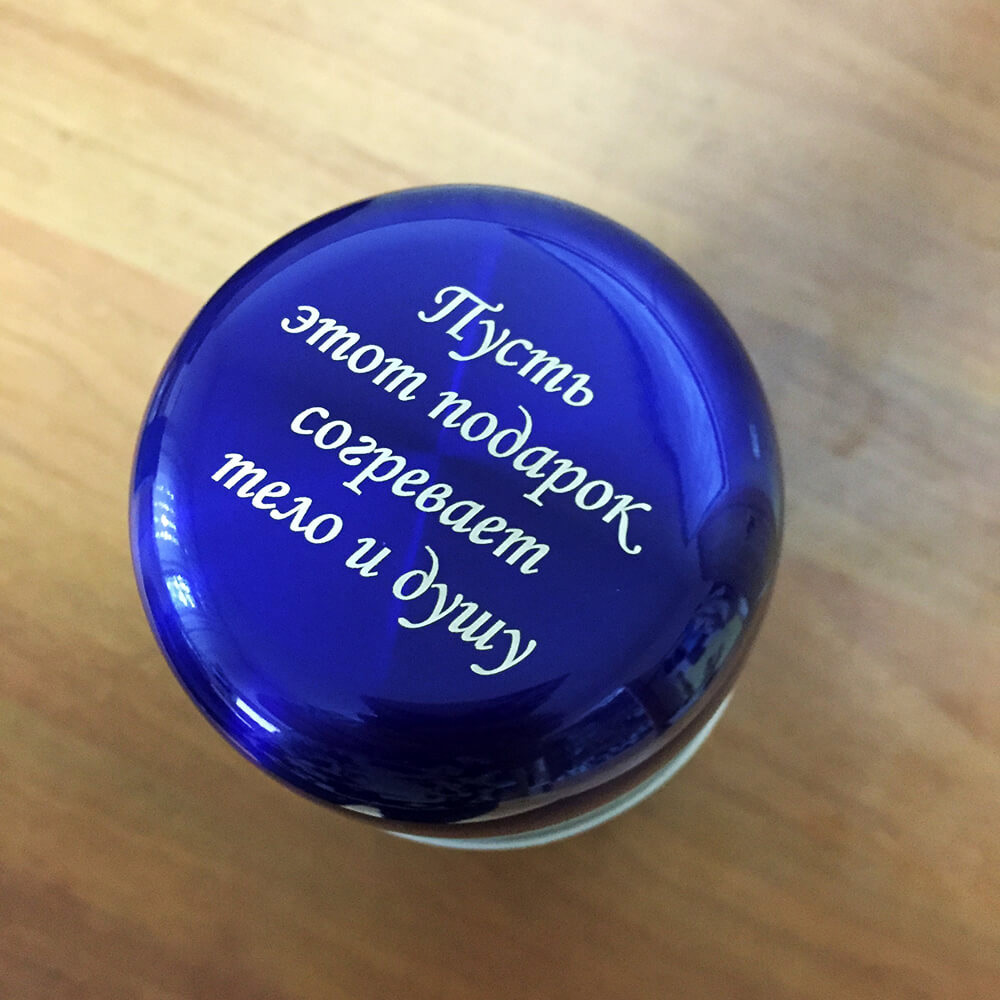 Пусть
этот подарок
согревает
тело и душу